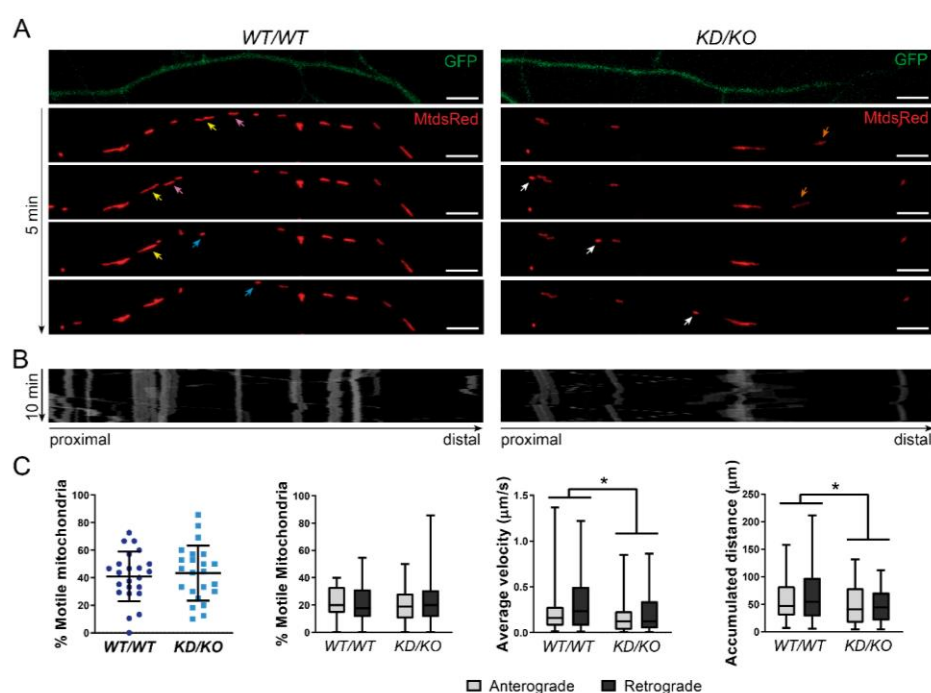 A
WT/WT
KD/KO
GFP
GFP
MtdsRed
MtdsRed
5 min
B
10 min
proximal
distal
proximal
distal
C
% Motile mitochondria
100
80
60
40
20
0
WT/WT
KD/KO
% Motile Mitochondria
100
80
60
40
20
0
WT/WT
KD/KO
Average velocity (μm/s)
1.5
1.0
0.5
0.0
*
WT/WT
KD/KO
Accumulated distance (μm)
250
200
150
100
50
0
*
WT/WT
KD/KO
Anterograde
Retrograde